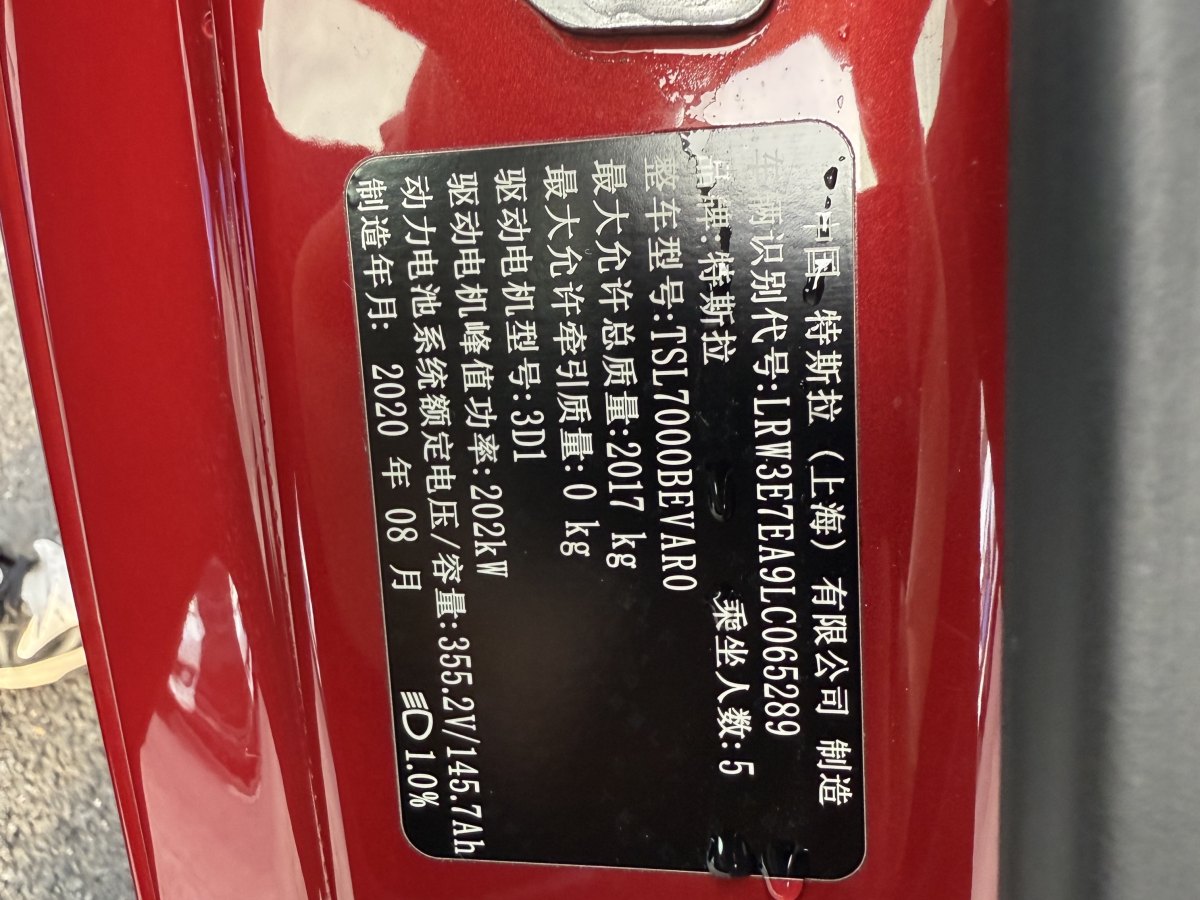 中国 特斯拉（上海）有限公司 制造
车辆识别代号:LRW3E7EA9LC065289
品牌:特斯拉 乘坐人数:5
整车型号:TSL7000BEVAR0
最大允许总质量:2017 kg
最大允许牵引质量:0 kg
驱动电机型号:3D1
驱动电机峰值功率:202kW
动力电池系统额定电压/容量:355.2V/145.7Ah
制造年月: 2020 年 08 月 1.0%